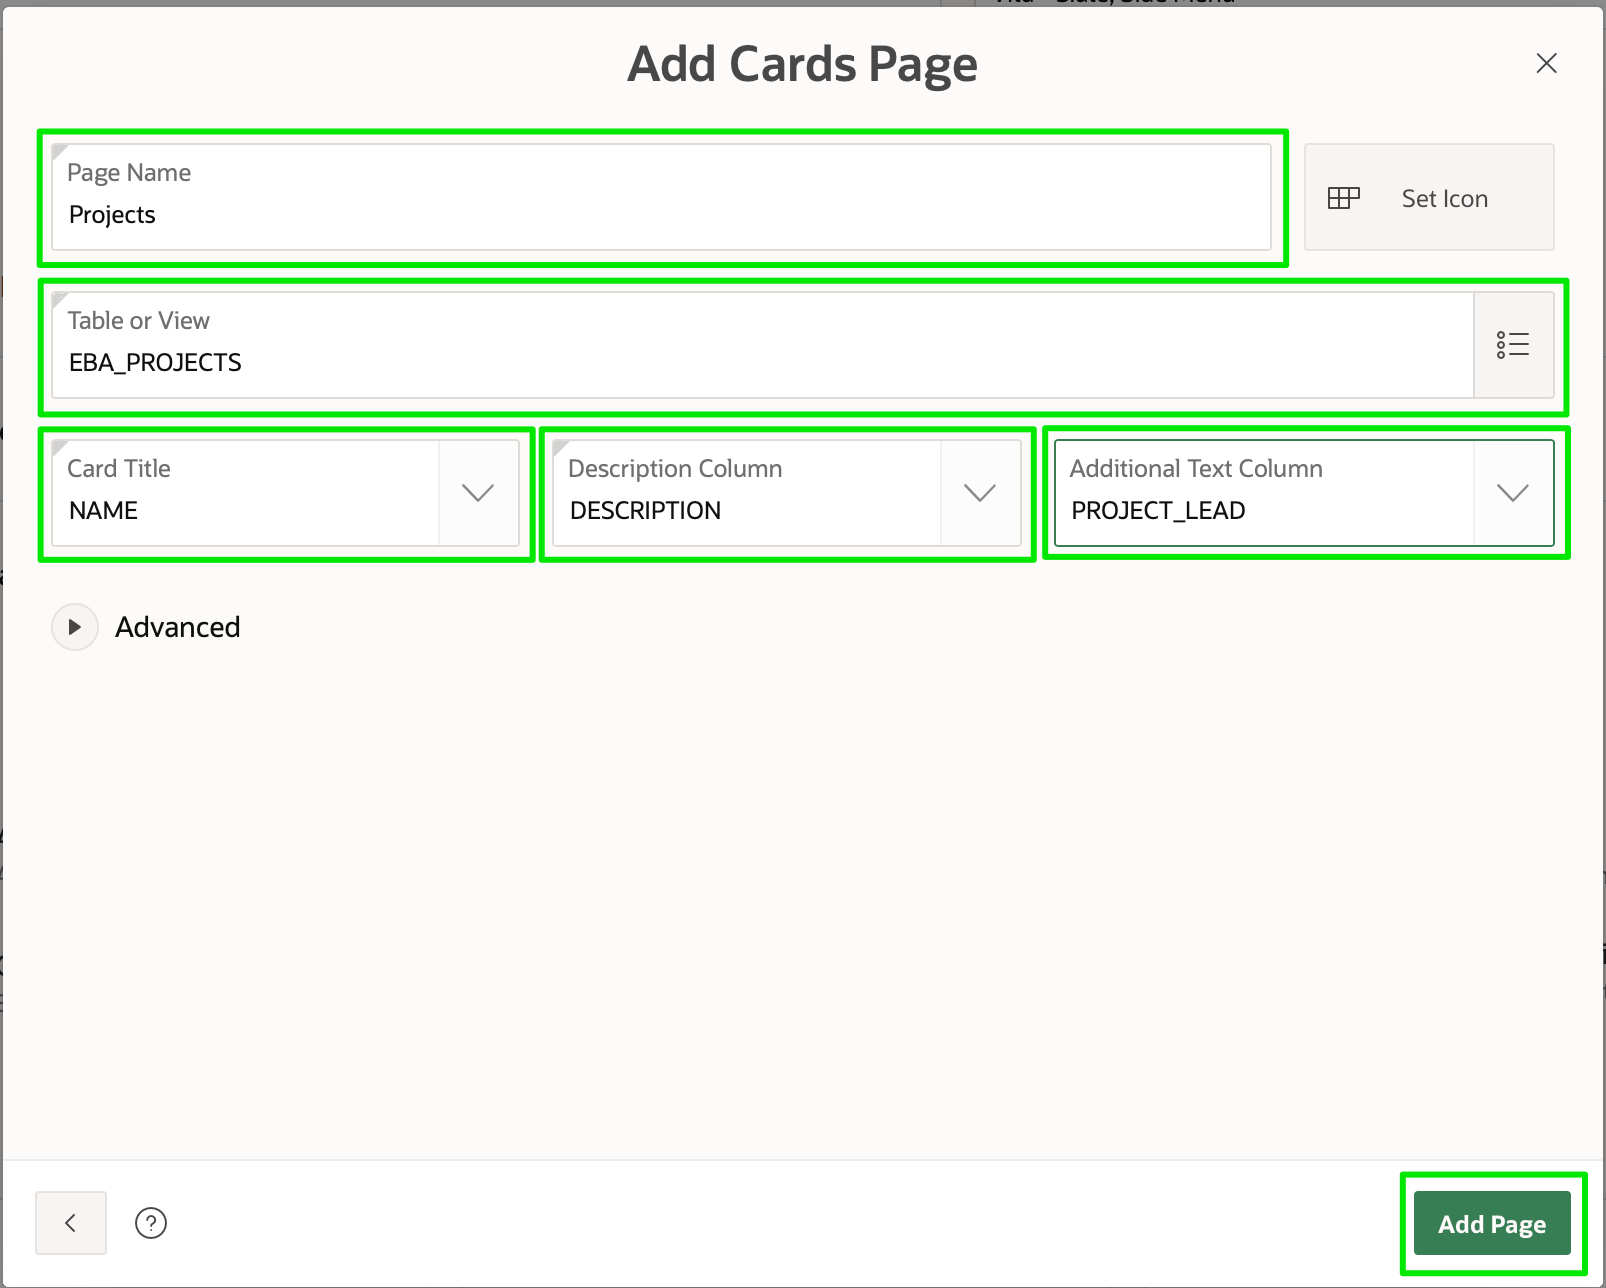 Add Cards Page
Page Name
Projects
Set Icon
Table or View
EBA_PROJECTS
Card Title
NAME
Description Column
DESCRIPTION
Additional Text Column
PROJECT_LEAD
Advanced
Add Page